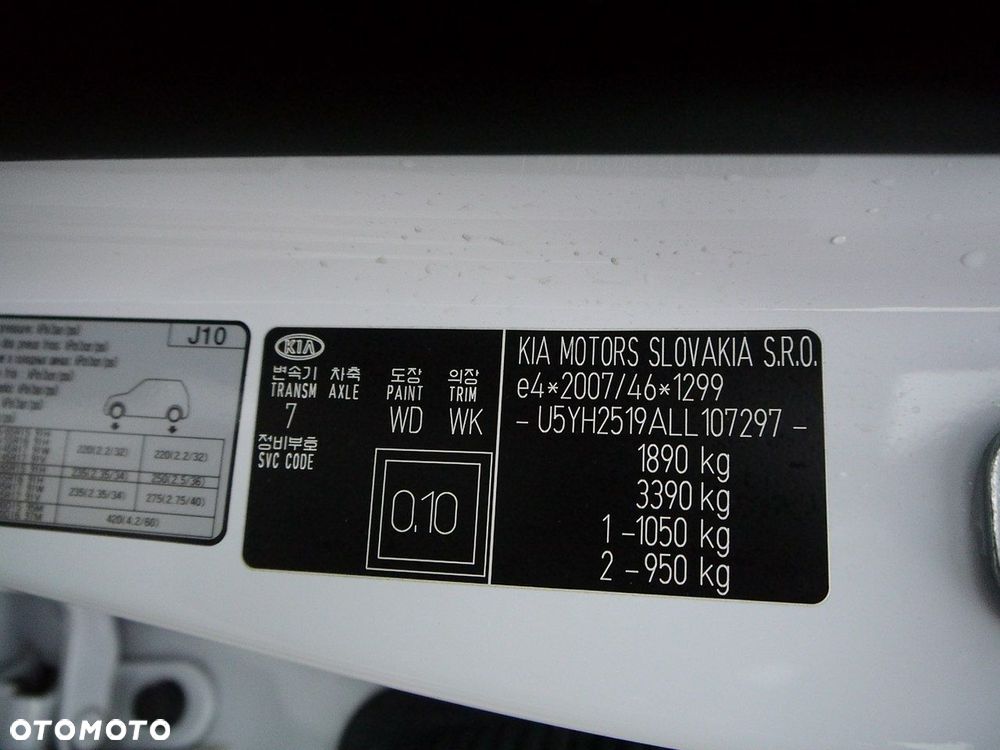 J10
220(2.2/32) 220(2.2/32)
235(2.35/34) 250(2.5/36)
235(2.35/34) 275(2.75/40)
420(4.2/60)
KIA
변속기 차축 도장 의장
TRANSM AXLE PAINT TRIM
7 WD WK
정비부호
SVC CODE
0.10
KIA MOTORS SLOVAKIA S.R.O.
e4*2007/46*1299
- U5YH2519ALL107297 -
1890 kg
3390 kg
1 -1050 kg
2 -950 kg
OTOMOTO